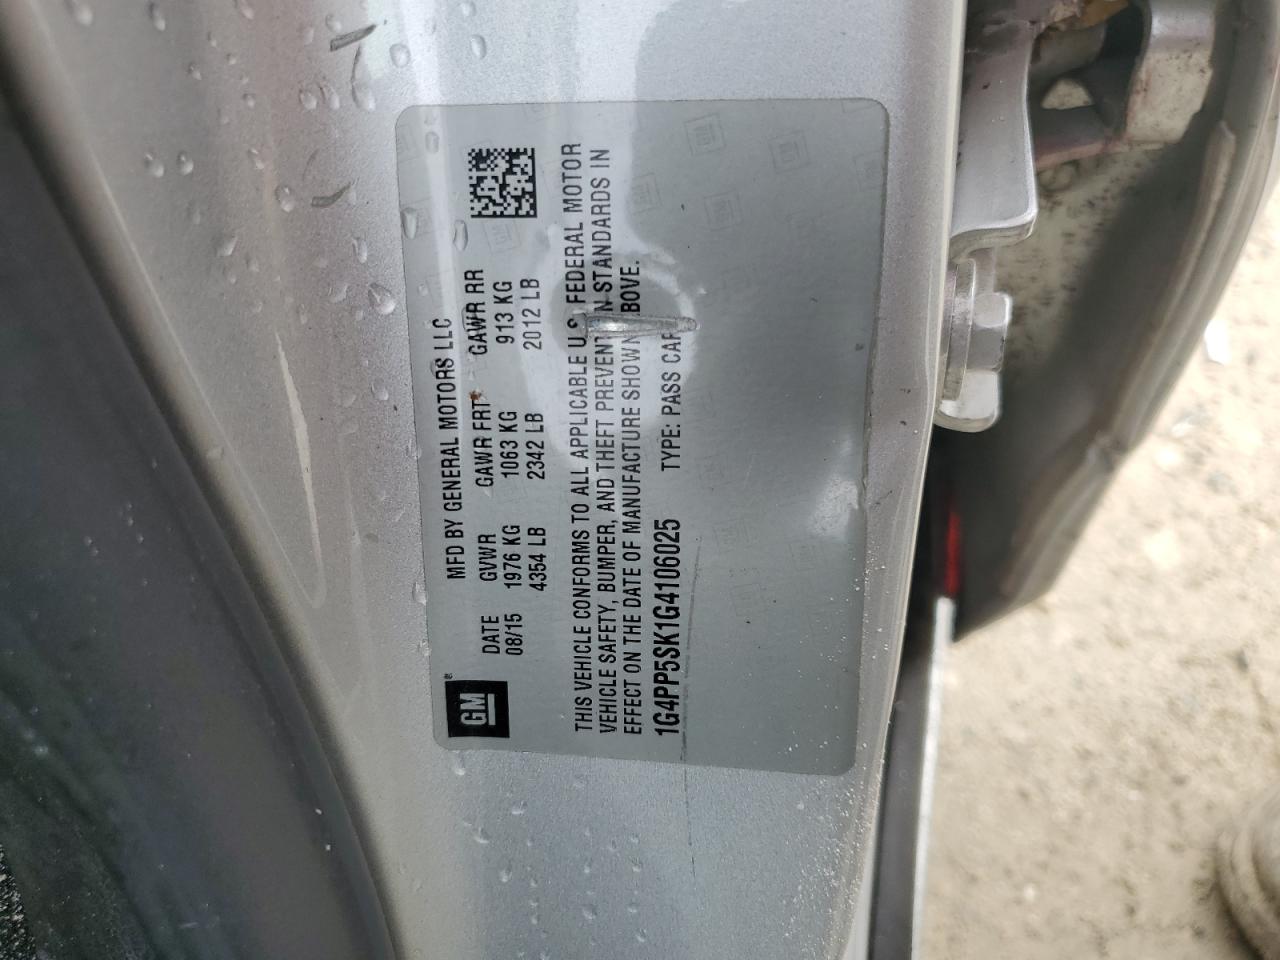 MFD BY GENERAL MOTORS LLC
DATE GVWR GAWR FRT GAWR RR
08/15 1976 KG 1063 KG 913 KG
4354 LB 2342 LB 2012 LB
GM
THIS VEHICLE CONFORMS TO ALL APPLICABLE U.S. FEDERAL MOTOR
VEHICLE SAFETY, BUMPER, AND THEFT PREVENTION STANDARDS IN
EFFECT ON THE DATE OF MANUFACTURE SHOWN ABOVE.
1G4PP5SK1G4106025 TYPE: PASS CAR